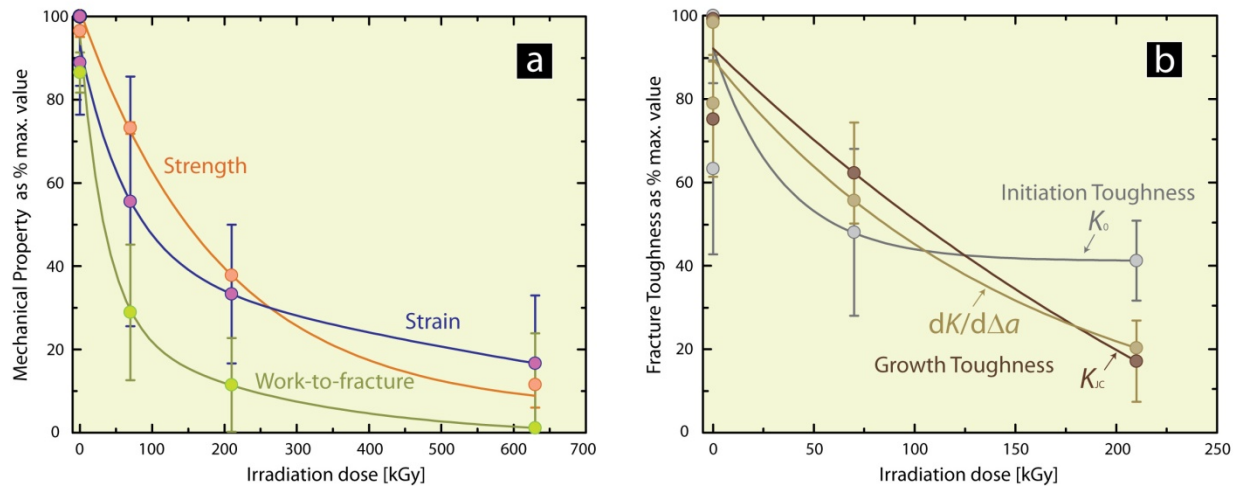 a
Mechanical Property as % max. value
100
80
60
40
20
0
Strength
Strain
Work-to-fracture
0 100 200 300 400 500 600 700
Irradiation dose [kGy]
b
Fracture Toughness as % max. value
100
80
60
40
20
0
Initiation Toughness
K₀
dK/dΔa
Growth Toughness
K_JC
0 50 100 150 200 250
Irradiation dose [kGy]